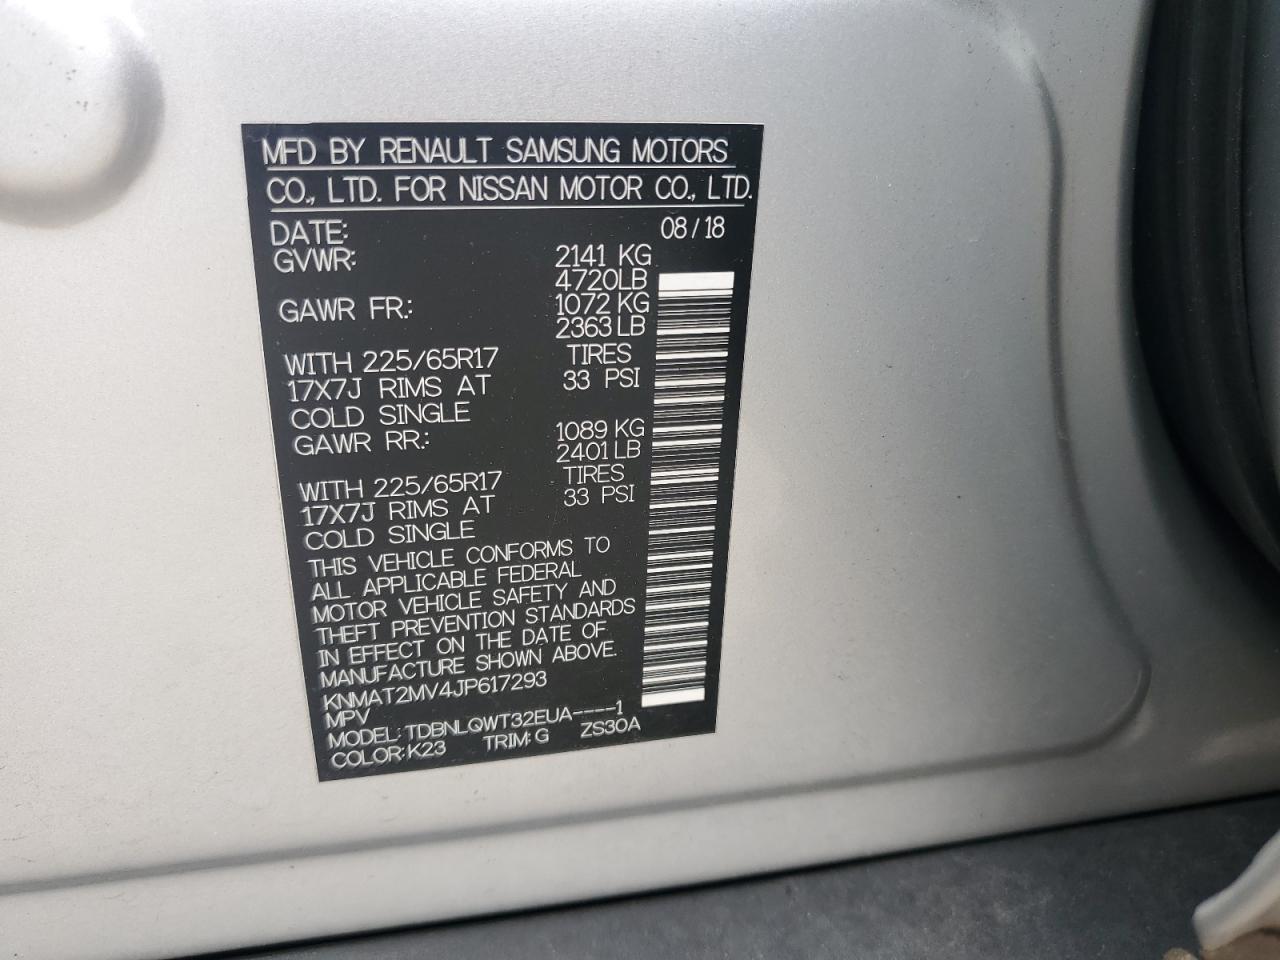 MFD BY RENAULT SAMSUNG MOTORS
CO., LTD. FOR NISSAN MOTOR CO., LTD.
DATE: 08/18
GVWR: 2141 KG
4720LB
GAWR FR: 1072 KG
2363 LB
WITH 225/65R17 TIRES
17X7J RIMS AT 33 PSI
COLD SINGLE
GAWR RR: 1089 KG
2401 LB
WITH 225/65R17 TIRES
17X7J RIMS AT 33 PSI
COLD SINGLE
THIS VEHICLE CONFORMS TO
ALL APPLICABLE FEDERAL
MOTOR VEHICLE SAFETY AND
THEFT PREVENTION STANDARDS
IN EFFECT ON THE DATE OF
MANUFACTURE SHOWN ABOVE.
KNMAT2MV4JP617293
MPV
MODEL: TDBNLQWT32EUA----1
COLOR: K23 TRIM: G ZS30A